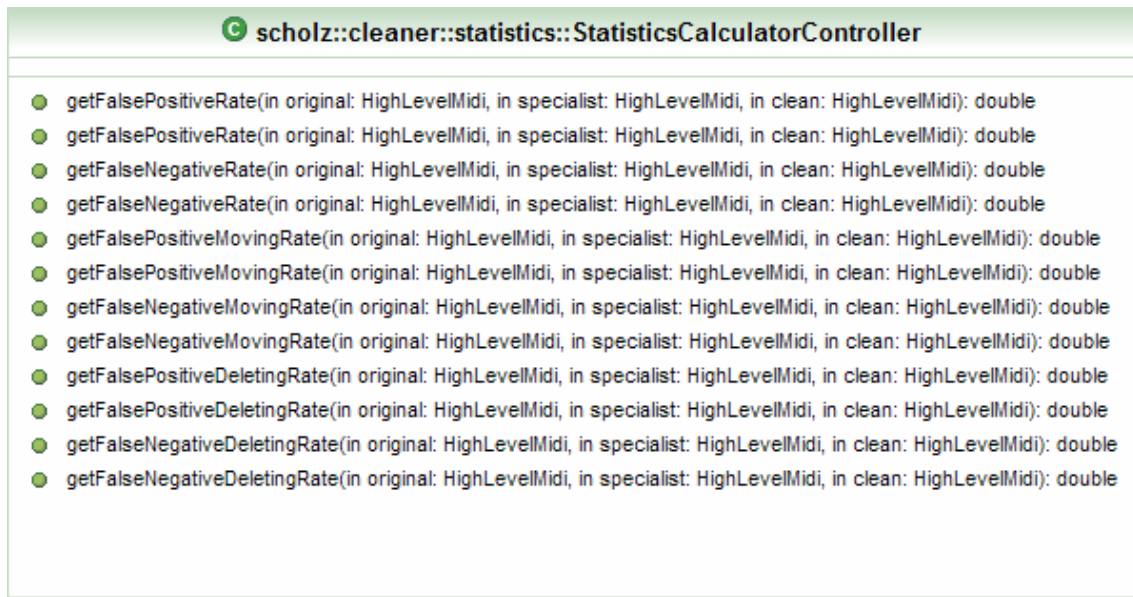 C scholz::cleaner::statistics::StatisticsCalculatorController
getFalsePositiveRate(in original: HighLevelMidi, in specialist: HighLevelMidi, in clean: HighLevelMidi): double
getFalsePositiveRate(in original: HighLevelMidi, in specialist: HighLevelMidi, in clean: HighLevelMidi): double
getFalseNegativeRate(in original: HighLevelMidi, in specialist: HighLevelMidi, in clean: HighLevelMidi): double
getFalseNegativeRate(in original: HighLevelMidi, in specialist: HighLevelMidi, in clean: HighLevelMidi): double
getFalsePositiveMovingRate(in original: HighLevelMidi, in specialist: HighLevelMidi, in clean: HighLevelMidi): double
getFalsePositiveMovingRate(in original: HighLevelMidi, in specialist: HighLevelMidi, in clean: HighLevelMidi): double
getFalseNegativeMovingRate(in original: HighLevelMidi, in specialist: HighLevelMidi, in clean: HighLevelMidi): double
getFalseNegativeMovingRate(in original: HighLevelMidi, in specialist: HighLevelMidi, in clean: HighLevelMidi): double
getFalsePositiveDeletingRate(in original: HighLevelMidi, in specialist: HighLevelMidi, in clean: HighLevelMidi): double
getFalsePositiveDeletingRate(in original: HighLevelMidi, in specialist: HighLevelMidi, in clean: HighLevelMidi): double
getFalseNegativeDeletingRate(in original: HighLevelMidi, in specialist: HighLevelMidi, in clean: HighLevelMidi): double
getFalseNegativeDeletingRate(in original: HighLevelMidi, in specialist: HighLevelMidi, in clean: HighLevelMidi): double